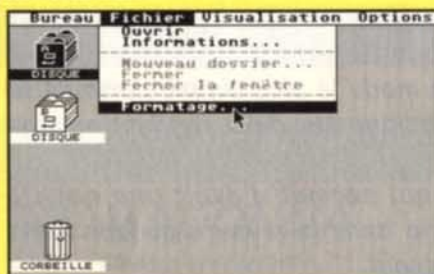 Bureau Fichier Visualisation Options
Ouvrir
Informations...
Nouveau dossier...
Fermer
Fermer la fenêtre
Formatage...
A
DISQUE
B
DISQUE
CORBEILLE